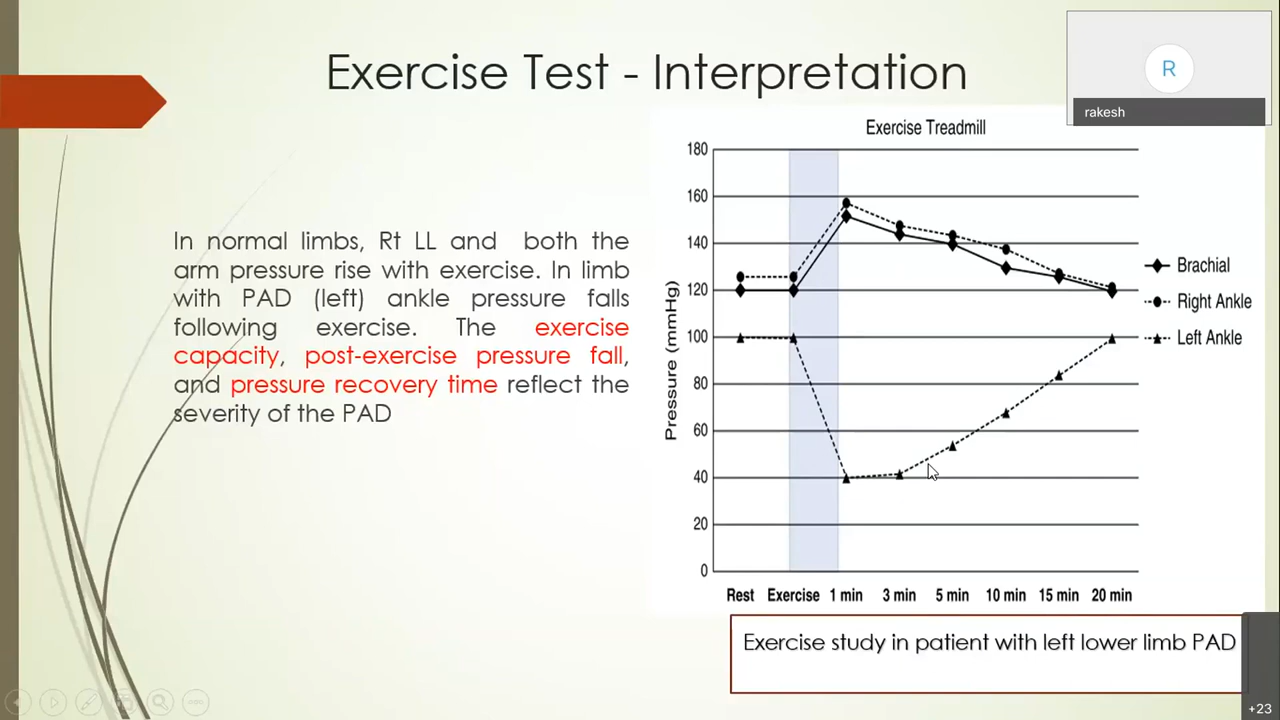 Exercise Test - Interpretation
R
rakesh
In normal limbs, Rt LL and both the
arm pressure rise with exercise. In limb
with PAD (left) ankle pressure falls
following exercise. The exercise
capacity, post-exercise pressure fall,
and pressure recovery time reflect the
severity of the PAD
Exercise Treadmill
Pressure (mmHg)
180
160
140
120
100
80
60
40
20
0
Rest Exercise 1 min 3 min 5 min 10 min 15 min 20 min
Brachial
Right Ankle
Left Ankle
Exercise study in patient with left lower limb PAD
+23